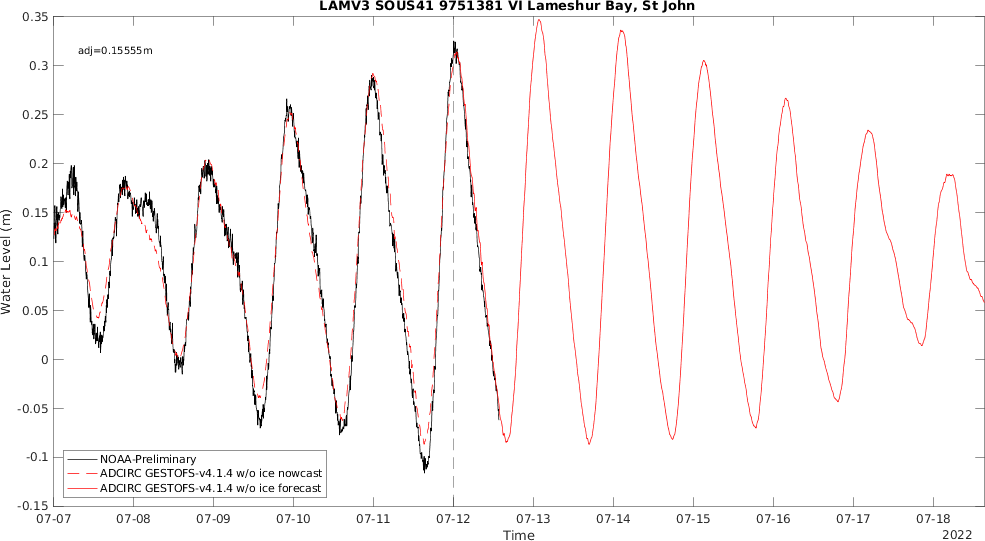 LAMV3 SOUS41 9751381 VI Lameshur Bay, St John
adj=0.15555m
0.35
0.3
0.25
0.2
0.15
0.1
0.05
0
-0.05
-0.1
-0.15
Water Level (m)
NOAA-Preliminary
ADCIRC GESTOFS-v4.1.4 w/o ice nowcast
ADCIRC GESTOFS-v4.1.4 w/o ice forecast
07-07 07-08 07-09 07-10 07-11 07-12 07-13 07-14 07-15 07-16 07-17 07-18
Time
2022